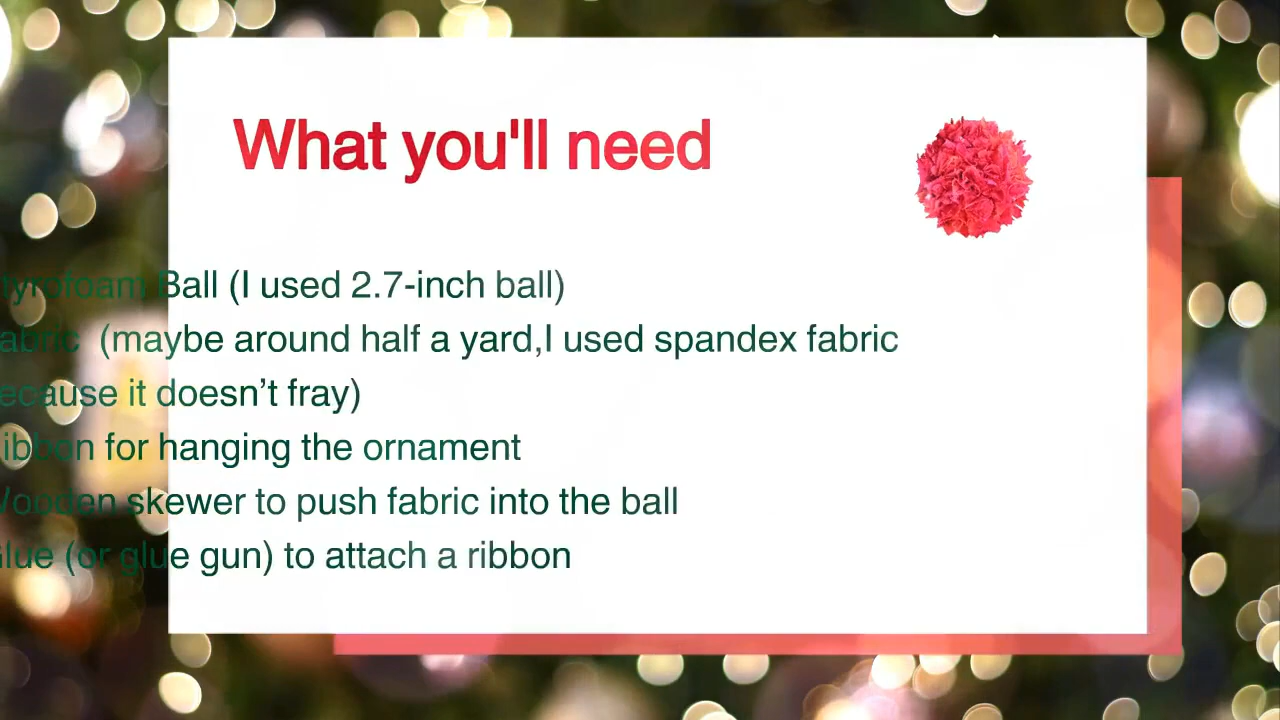 What you'll need
tyrofoam Ball (I used 2.7-inch ball)
abric (maybe around half a yard,I used spandex fabric
ecause it doesn’t fray)
ibbon for hanging the ornament
Wooden skewer to push fabric into the ball
Glue (or glue gun) to attach a ribbon